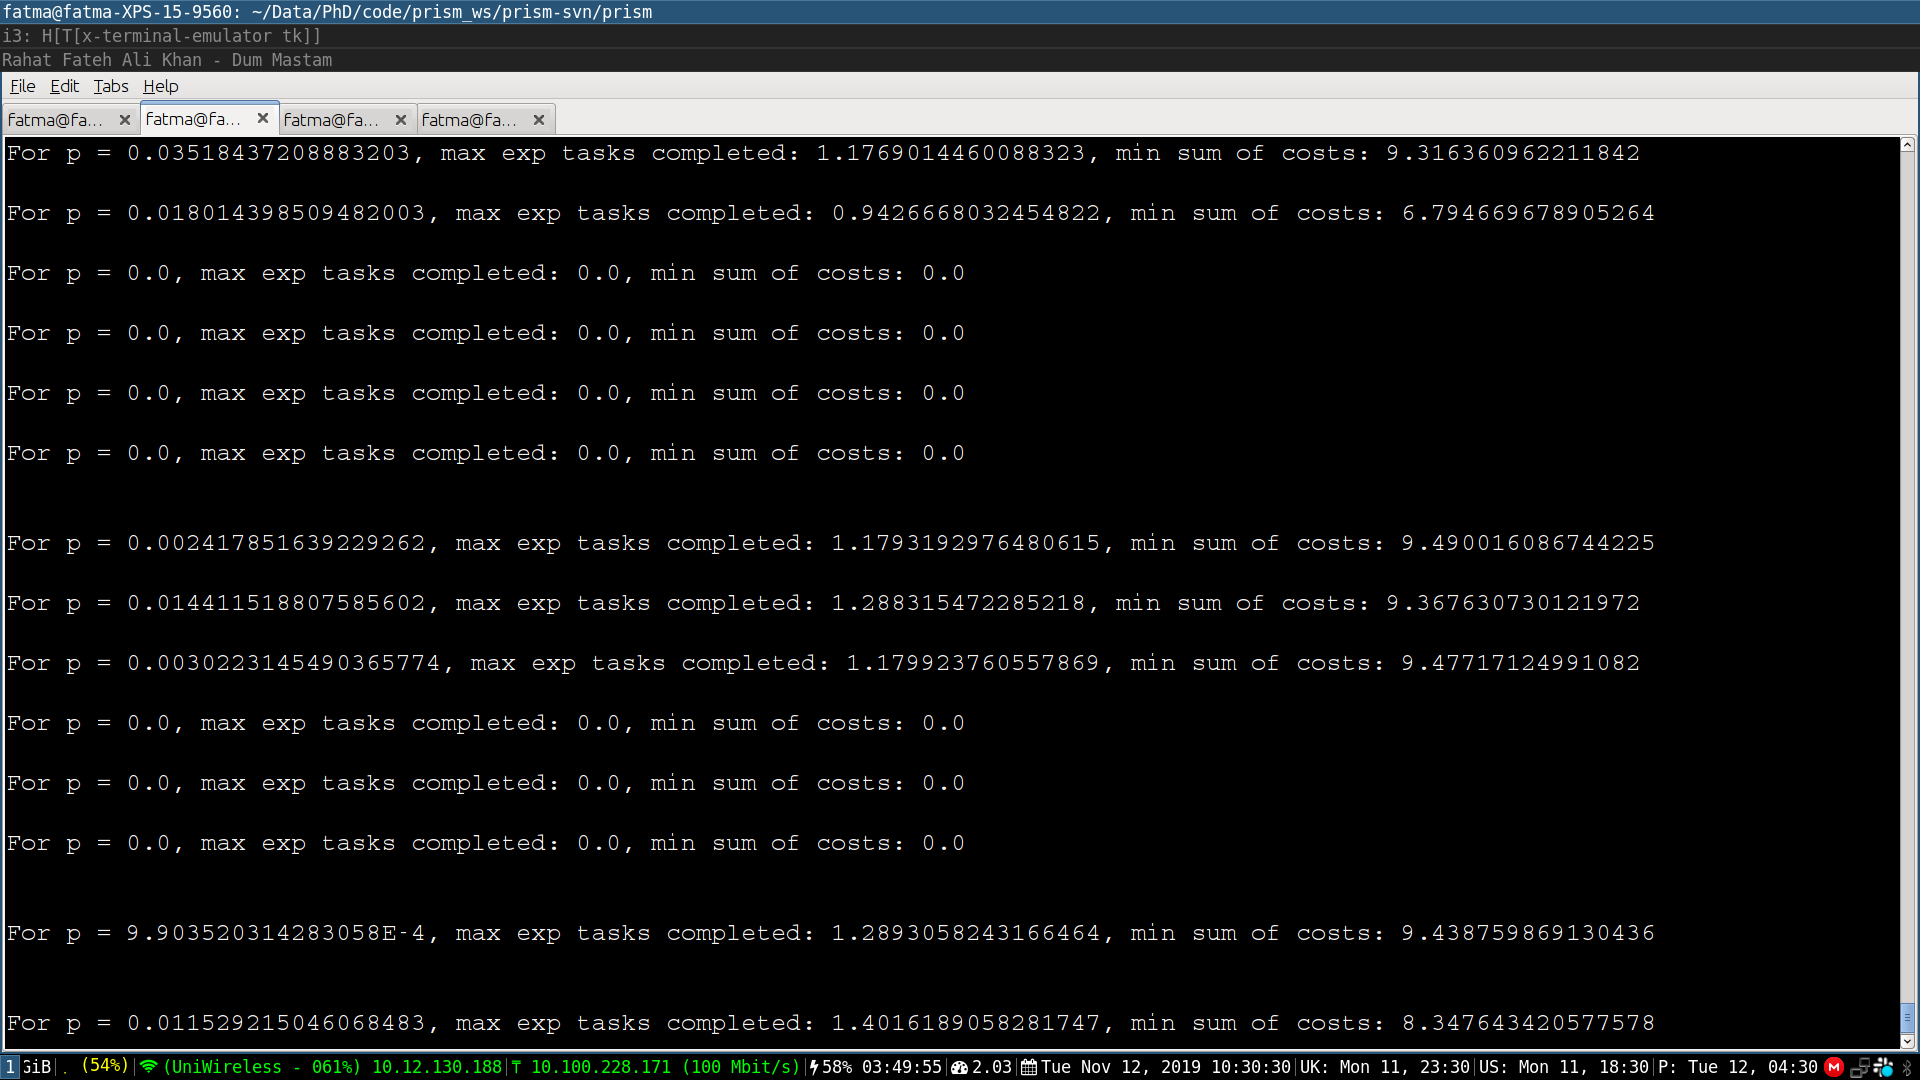 fatma@fatma-XPS-15-9560: ~/Data/PhD/code/prism_ws/prism-svn/prism
i3: H[T[x-terminal-emulator tk]]
Rahat Fateh Ali Khan - Dum Mastam
File Edit Tabs Help
fatma@fa... fatma@fa... fatma@fa... fatma@fa...
For p = 0.03518437208883203, max exp tasks completed: 1.1769014460088323, min sum of costs: 9.316360962211842
For p = 0.018014398509482003, max exp tasks completed: 0.9426668032454822, min sum of costs: 6.794669678905264
For p = 0.0, max exp tasks completed: 0.0, min sum of costs: 0.0
For p = 0.0, max exp tasks completed: 0.0, min sum of costs: 0.0
For p = 0.0, max exp tasks completed: 0.0, min sum of costs: 0.0
For p = 0.0, max exp tasks completed: 0.0, min sum of costs: 0.0
For p = 0.002417851639229262, max exp tasks completed: 1.1793192976480615, min sum of costs: 9.490016086744225
For p = 0.014411518807585602, max exp tasks completed: 1.288315472285218, min sum of costs: 9.367630730121972
For p = 0.0030223145490365774, max exp tasks completed: 1.179923760557869, min sum of costs: 9.47717124991082
For p = 0.0, max exp tasks completed: 0.0, min sum of costs: 0.0
For p = 0.0, max exp tasks completed: 0.0, min sum of costs: 0.0
For p = 0.0, max exp tasks completed: 0.0, min sum of costs: 0.0
For p = 9.903520314283058E-4, max exp tasks completed: 1.2893058243166464, min sum of costs: 9.438759869130436
For p = 0.011529215046068483, max exp tasks completed: 1.4016189058281747, min sum of costs: 8.347643420577578
1 GiB|. (54%)|(UniWireless - 061%) 10.12.130.188|10.100.228.171 (100 Mbit/s)|58% 03:49:55|2.03|Tue Nov 12, 2019 10:30:30|UK: Mon 11, 23:30|US: Mon 11, 18:30|P: Tue 12, 04:30